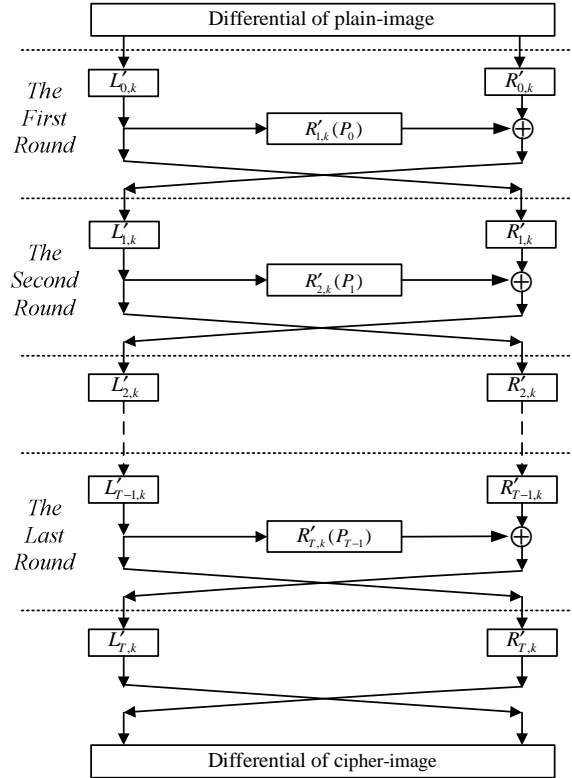 Differential of plain-image
L′0,k
R′0,k
The
First
Round
R′1,k(P0)
⊕
L′1,k
R′1,k
The
Second
Round
R′2,k(P1)
⊕
L′2,k
R′2,k
L′T−1,k
R′T−1,k
The
Last
Round
R′T,k(PT−1)
⊕
L′T,k
R′T,k
Differential of cipher-image